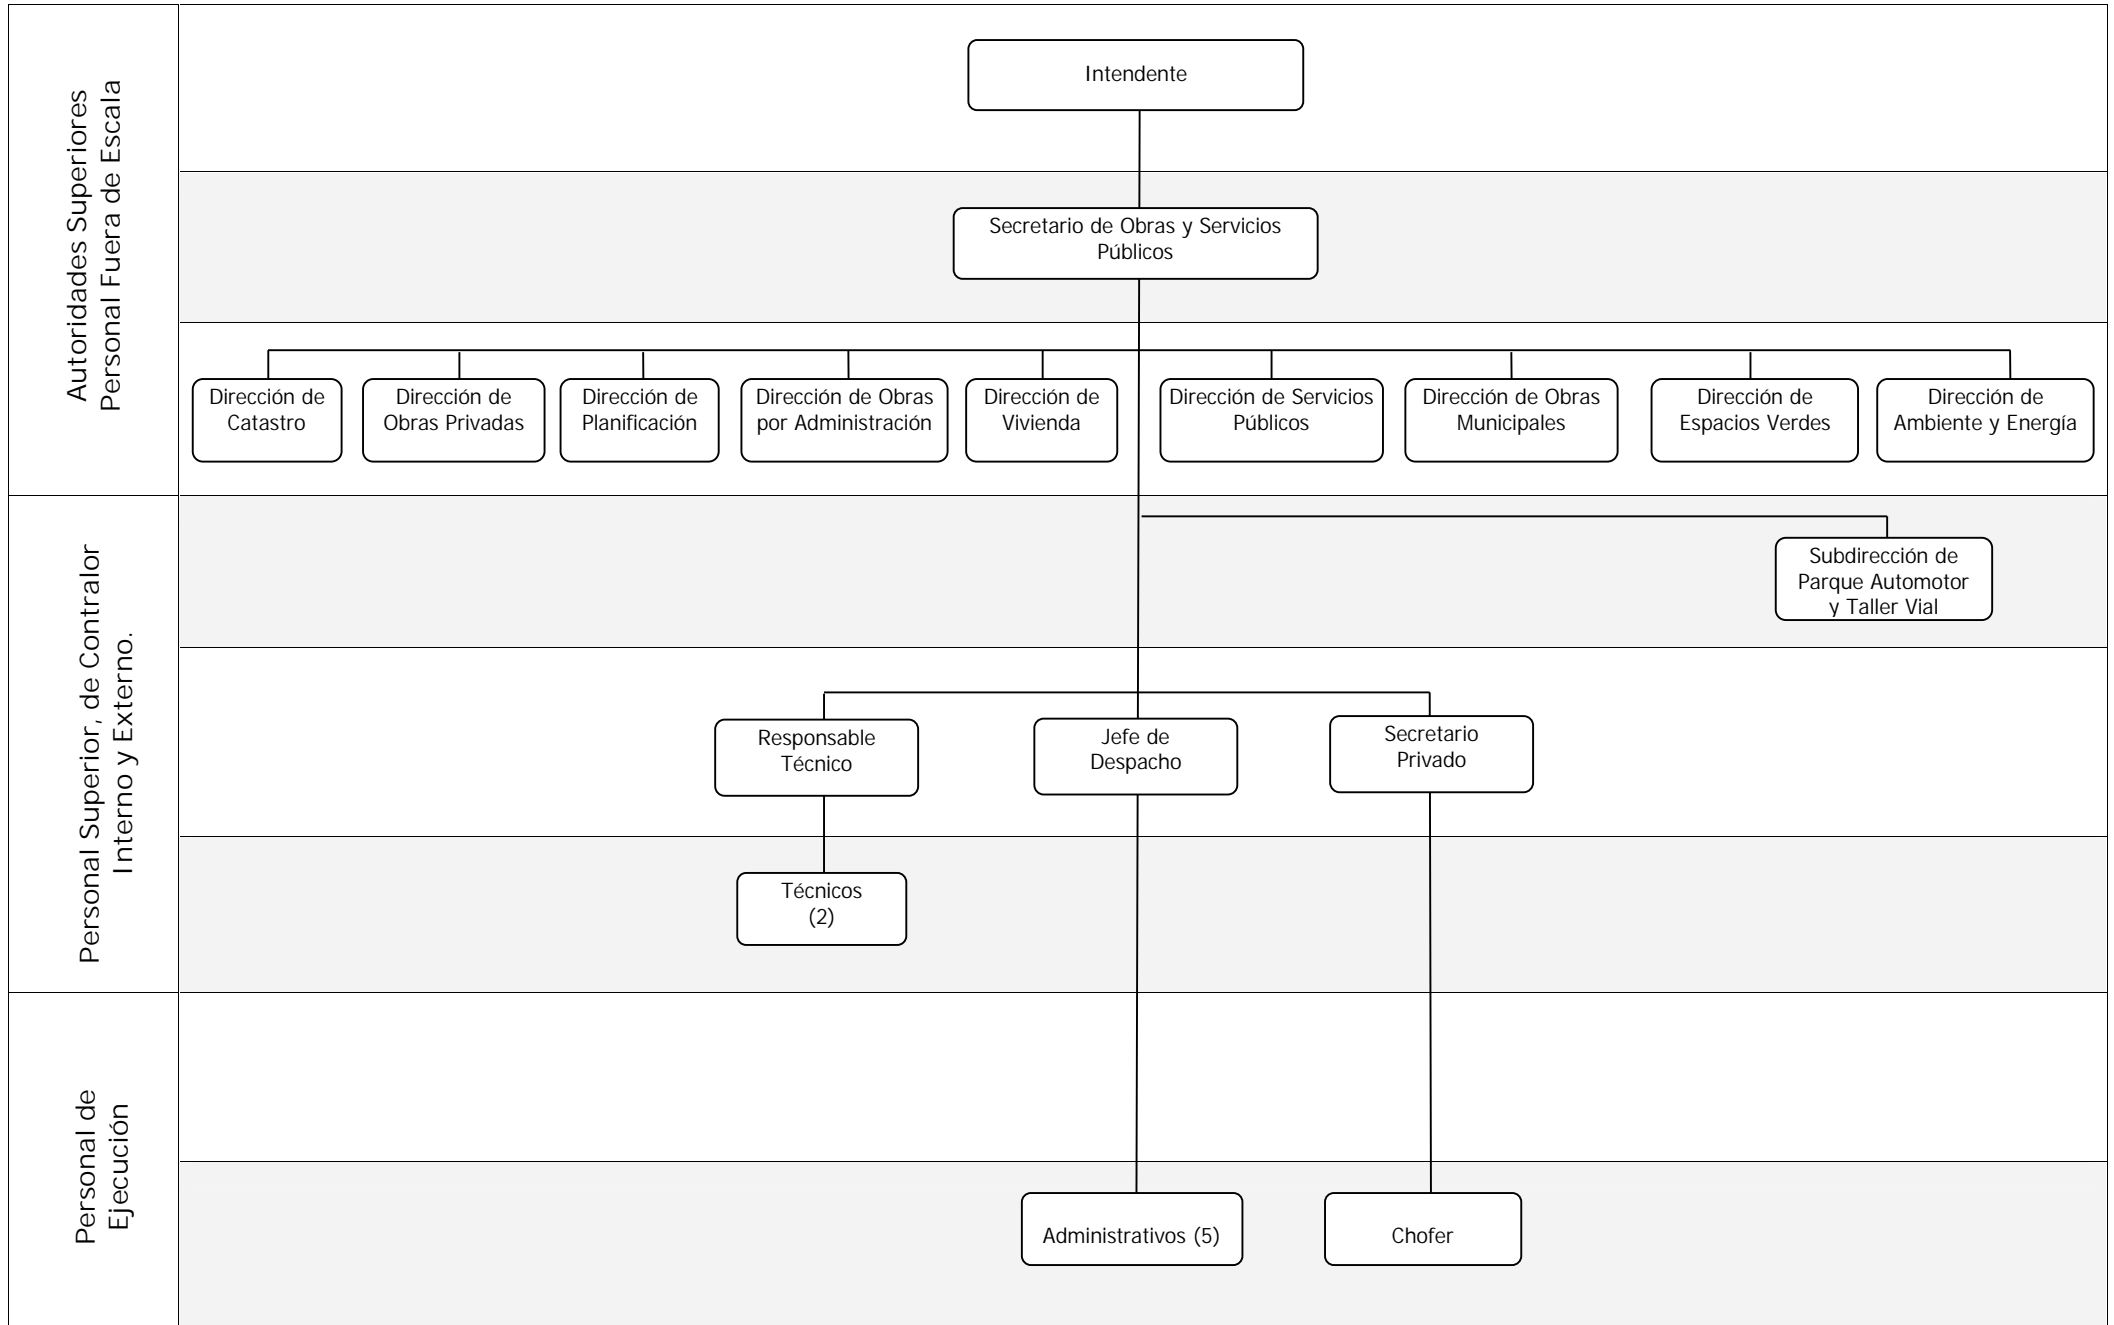 Autoridades Superiores
Personal Fuera de Escala
Intendente
Secretario de Obras y Servicios
Públicos
Dirección de
Catastro
Dirección de
Obras Privadas
Dirección de
Planificación
Dirección de Obras
por Administración
Dirección de
Vivienda
Dirección de Servicios
Públicos
Dirección de Obras
Municipales
Dirección de
Espacios Verdes
Dirección de
Ambiente y Energía
Personal Superior, de Contralor
Interno y Externo.
Subdirección de
Parque Automotor
y Taller Vial
Responsable
Técnico
Jefe de
Despacho
Secretario
Privado
Técnicos
(2)
Personal de
Ejecución
Administrativos (5)
Chofer